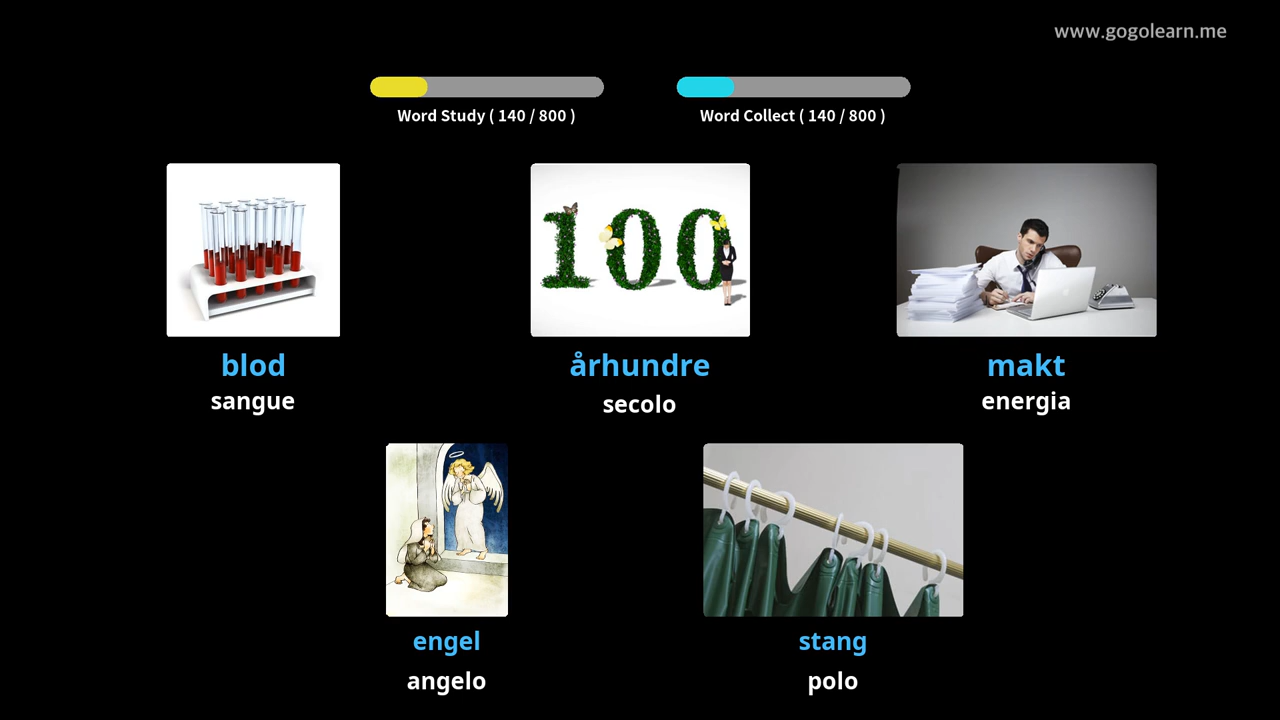 www.gogolearn.me
Word Study ( 140 / 800 )
Word Collect ( 140 / 800 )
100
blod
århundre
makt
sangue
secolo
energia
engel
stang
angelo
polo